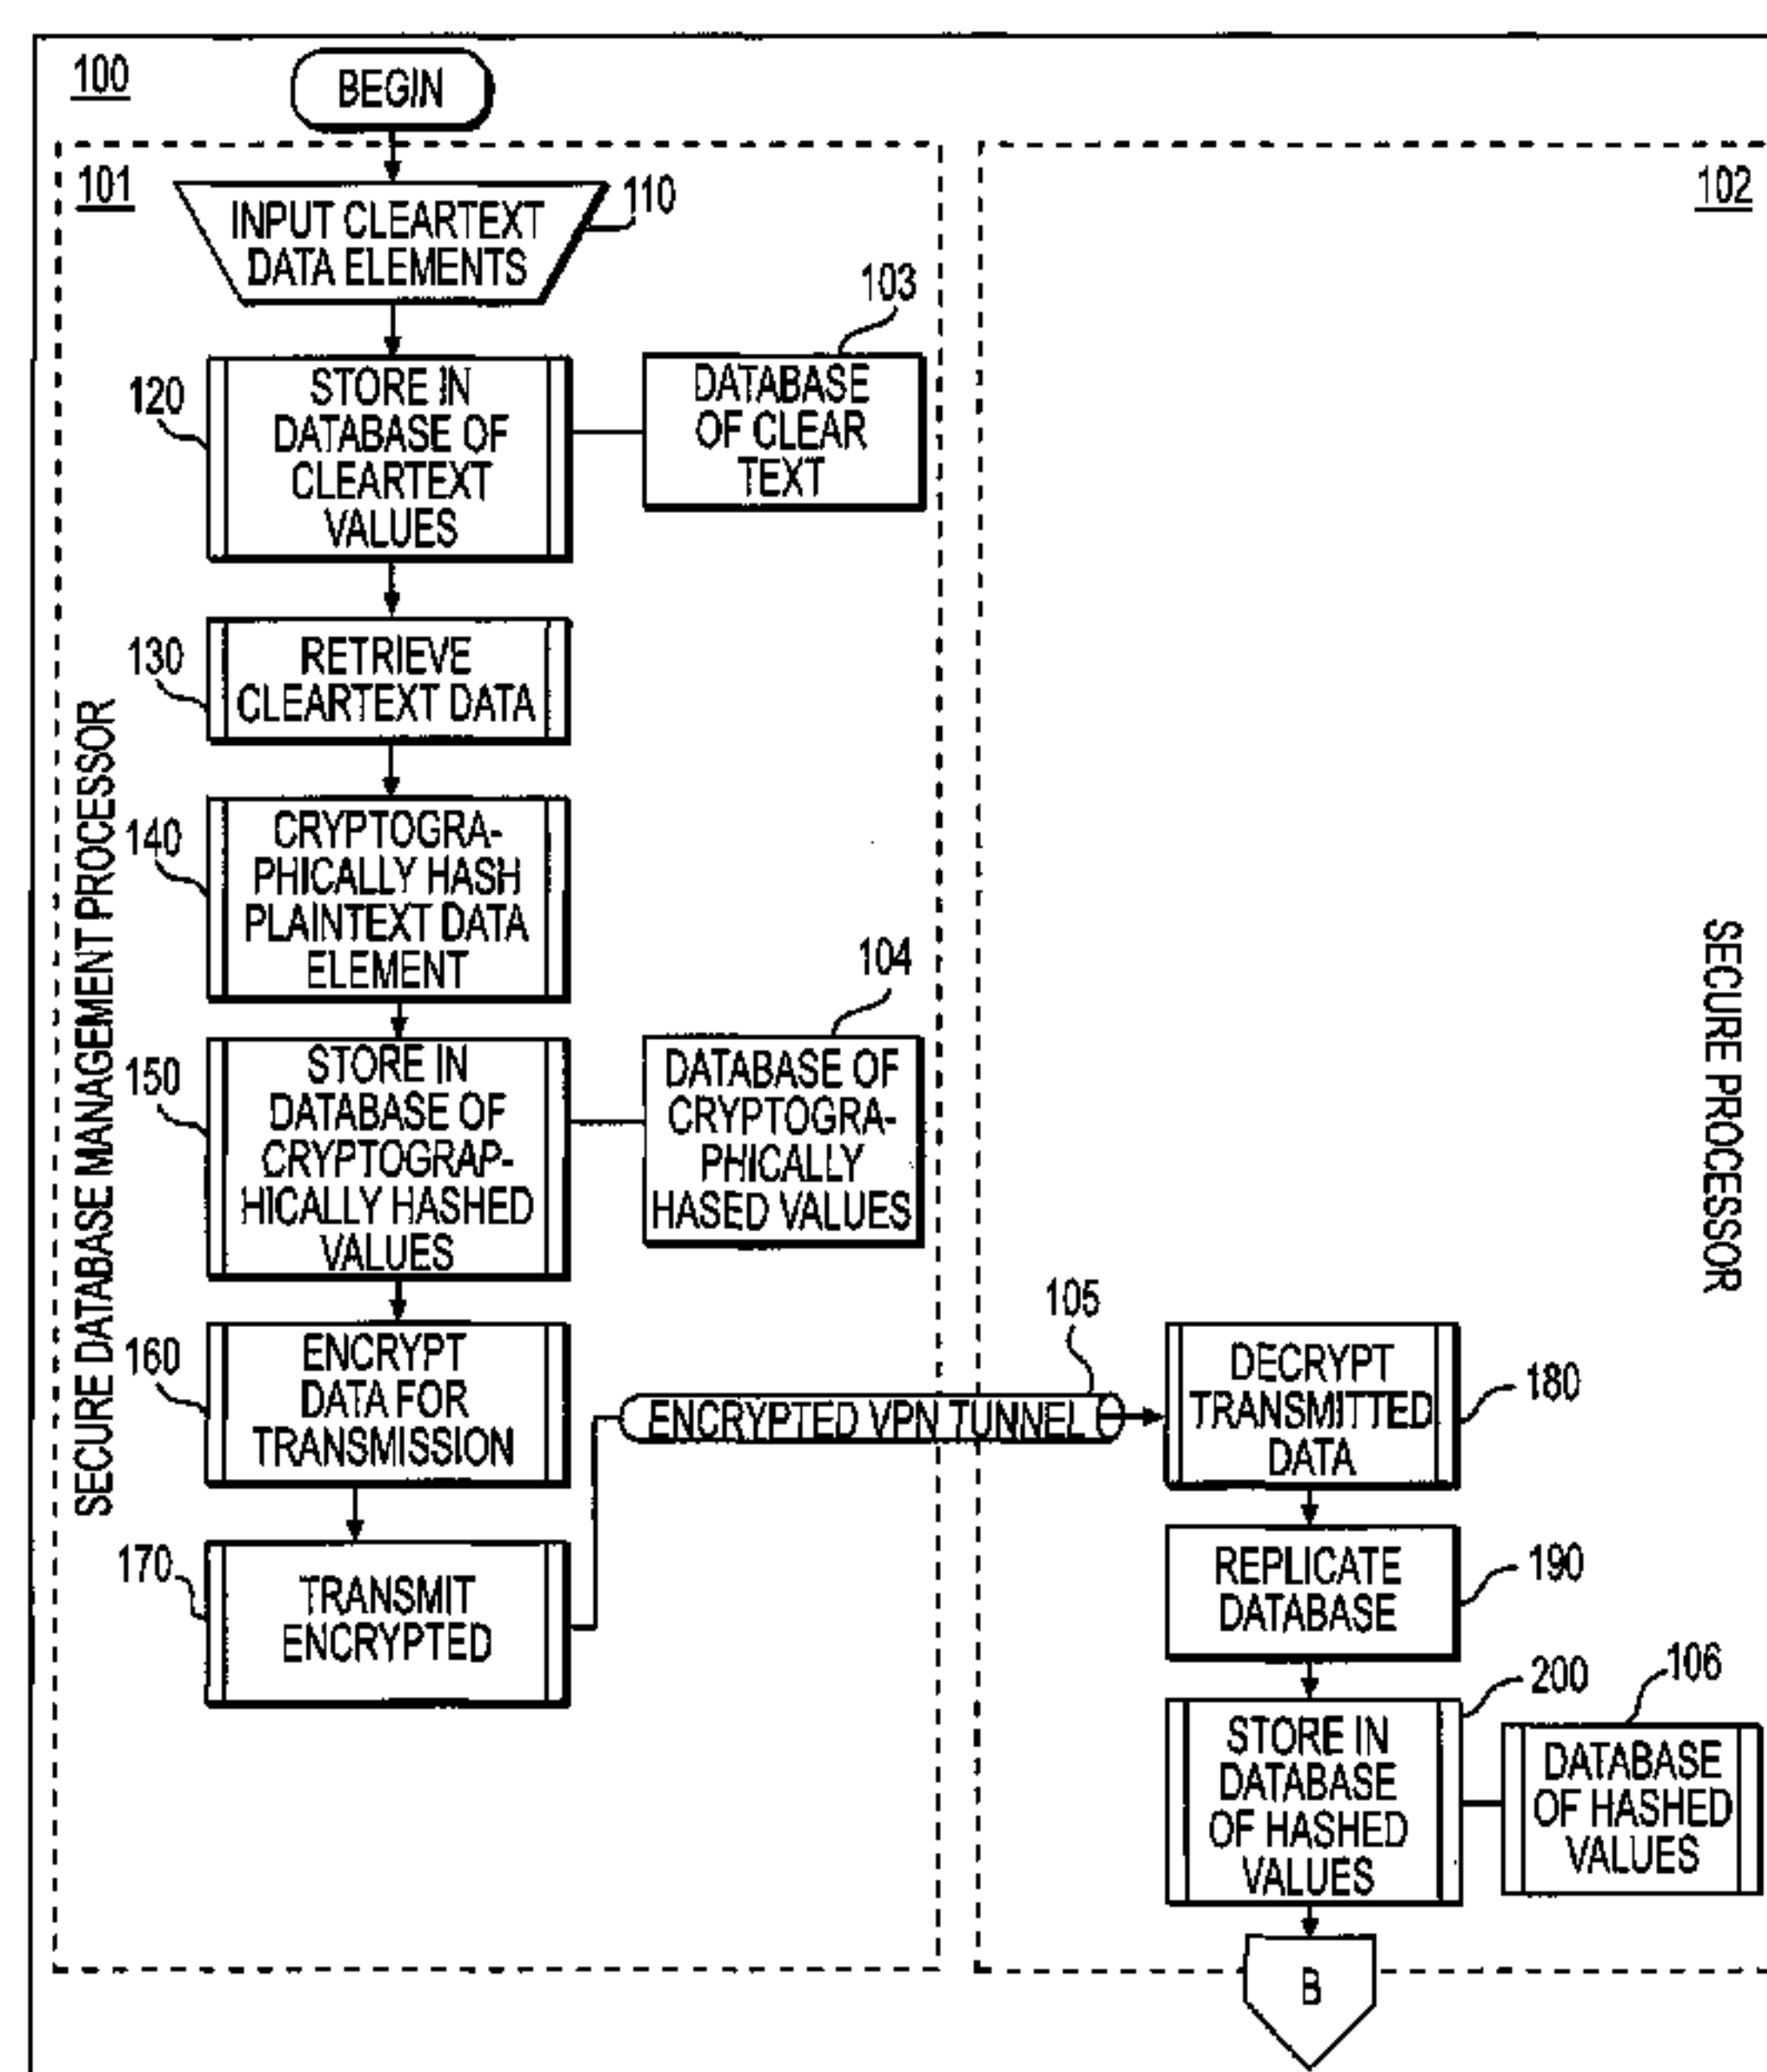 100
BEGIN
101
INPUT CLEARTEXT
DATA ELEMENTS
110
102
103
120
STORE IN
DATABASE OF
CLEARTEXT
VALUES
DATABASE
OF CLEAR
TEXT
130
RETRIEVE
CLEARTEXT DATA
SECURE DATABASE MANAGEMENT PROCESSOR
140
CRYPTOGRA-
PHICALLY HASH
PLAINTEXT DATA
ELEMENT
SECURE PROCESSOR
104
150
STORE IN
DATABASE OF
CRYPTOGRAP-
HICALLY HASHED
VALUES
DATABASE OF
CRYPTOGRA-
PHICALLY
HASED VALUES
160
ENCRYPT
DATA FOR
TRANSMISSION
105
ENCRYPTED VPN TUNNEL
DECRYPT
TRANSMITTED
DATA
180
170
TRANSMIT
ENCRYPTED
REPLICATE
DATABASE
190
200
106
STORE IN
DATABASE
OF HASHED
VALUES
DATABASE
OF HASHED
VALUES
B